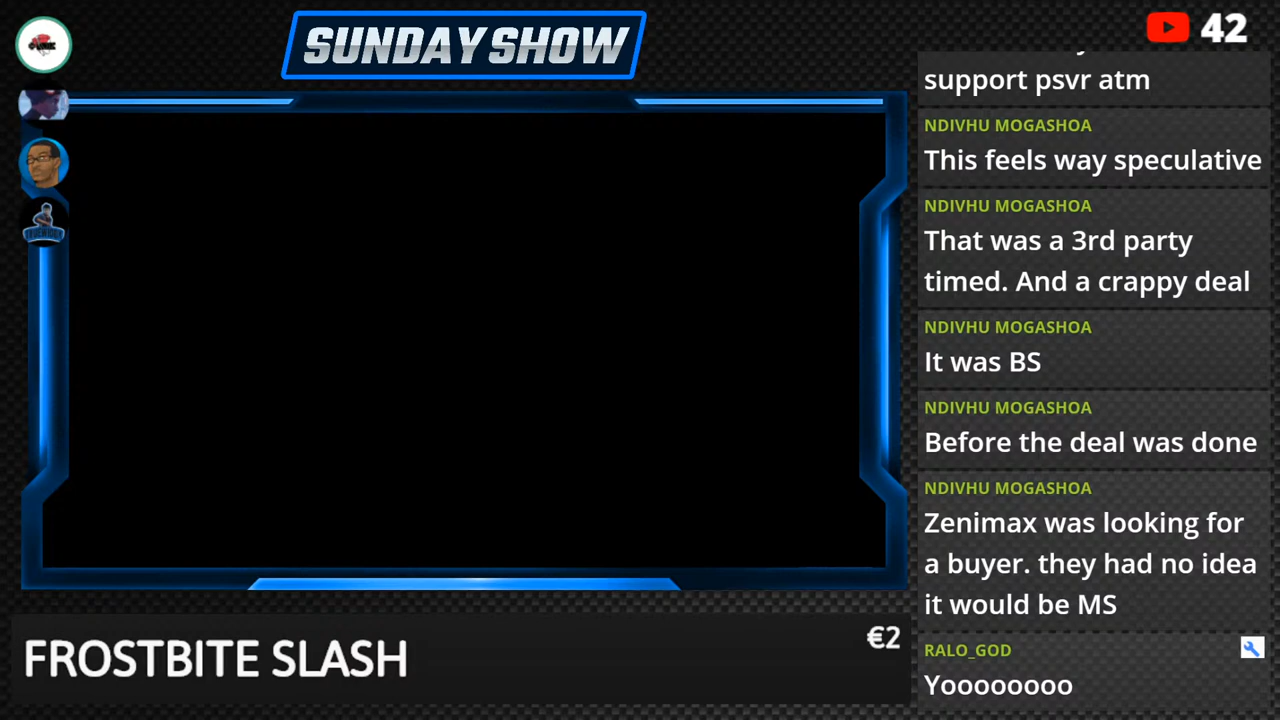 SUNDAY SHOW
42
support psvr atm
NDIVHU MOGASHOA
This feels way speculative
NDIVHU MOGASHOA
That was a 3rd party
timed. And a crappy deal
NDIVHU MOGASHOA
It was BS
NDIVHU MOGASHOA
Before the deal was done
NDIVHU MOGASHOA
Zenimax was looking for
a buyer. they had no idea
it would be MS
RALO_GOD
Yoooooooo
FROSTBITE SLASH
€2